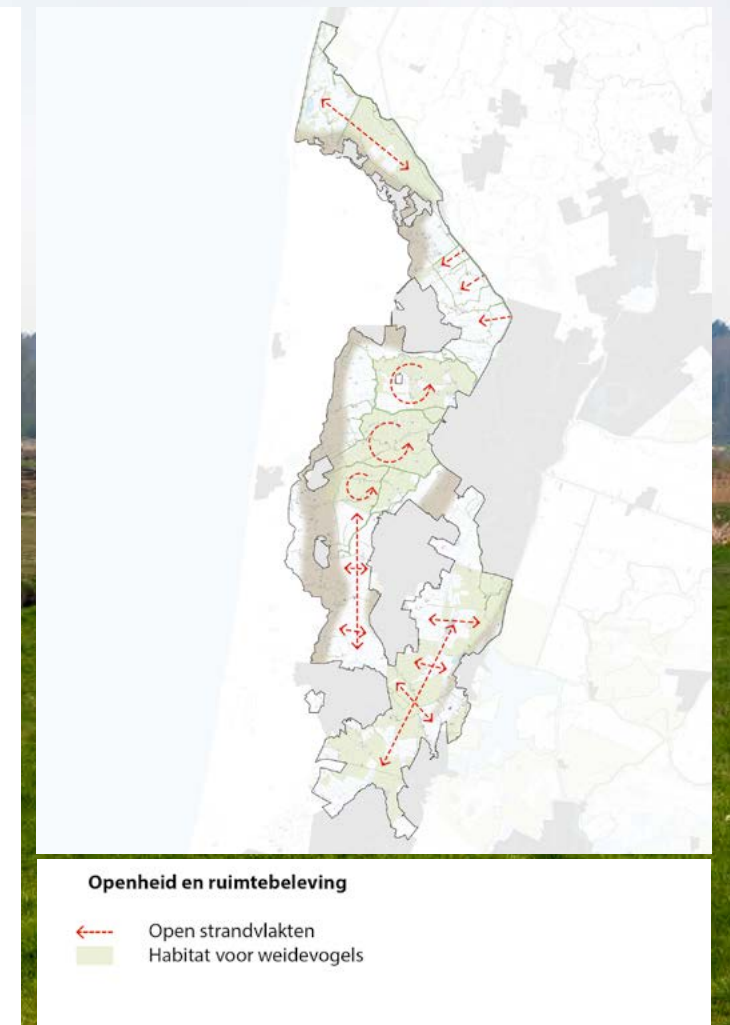 Openheid en ruimtebeleving
Open strandvlakten
Habitat voor weidevogels